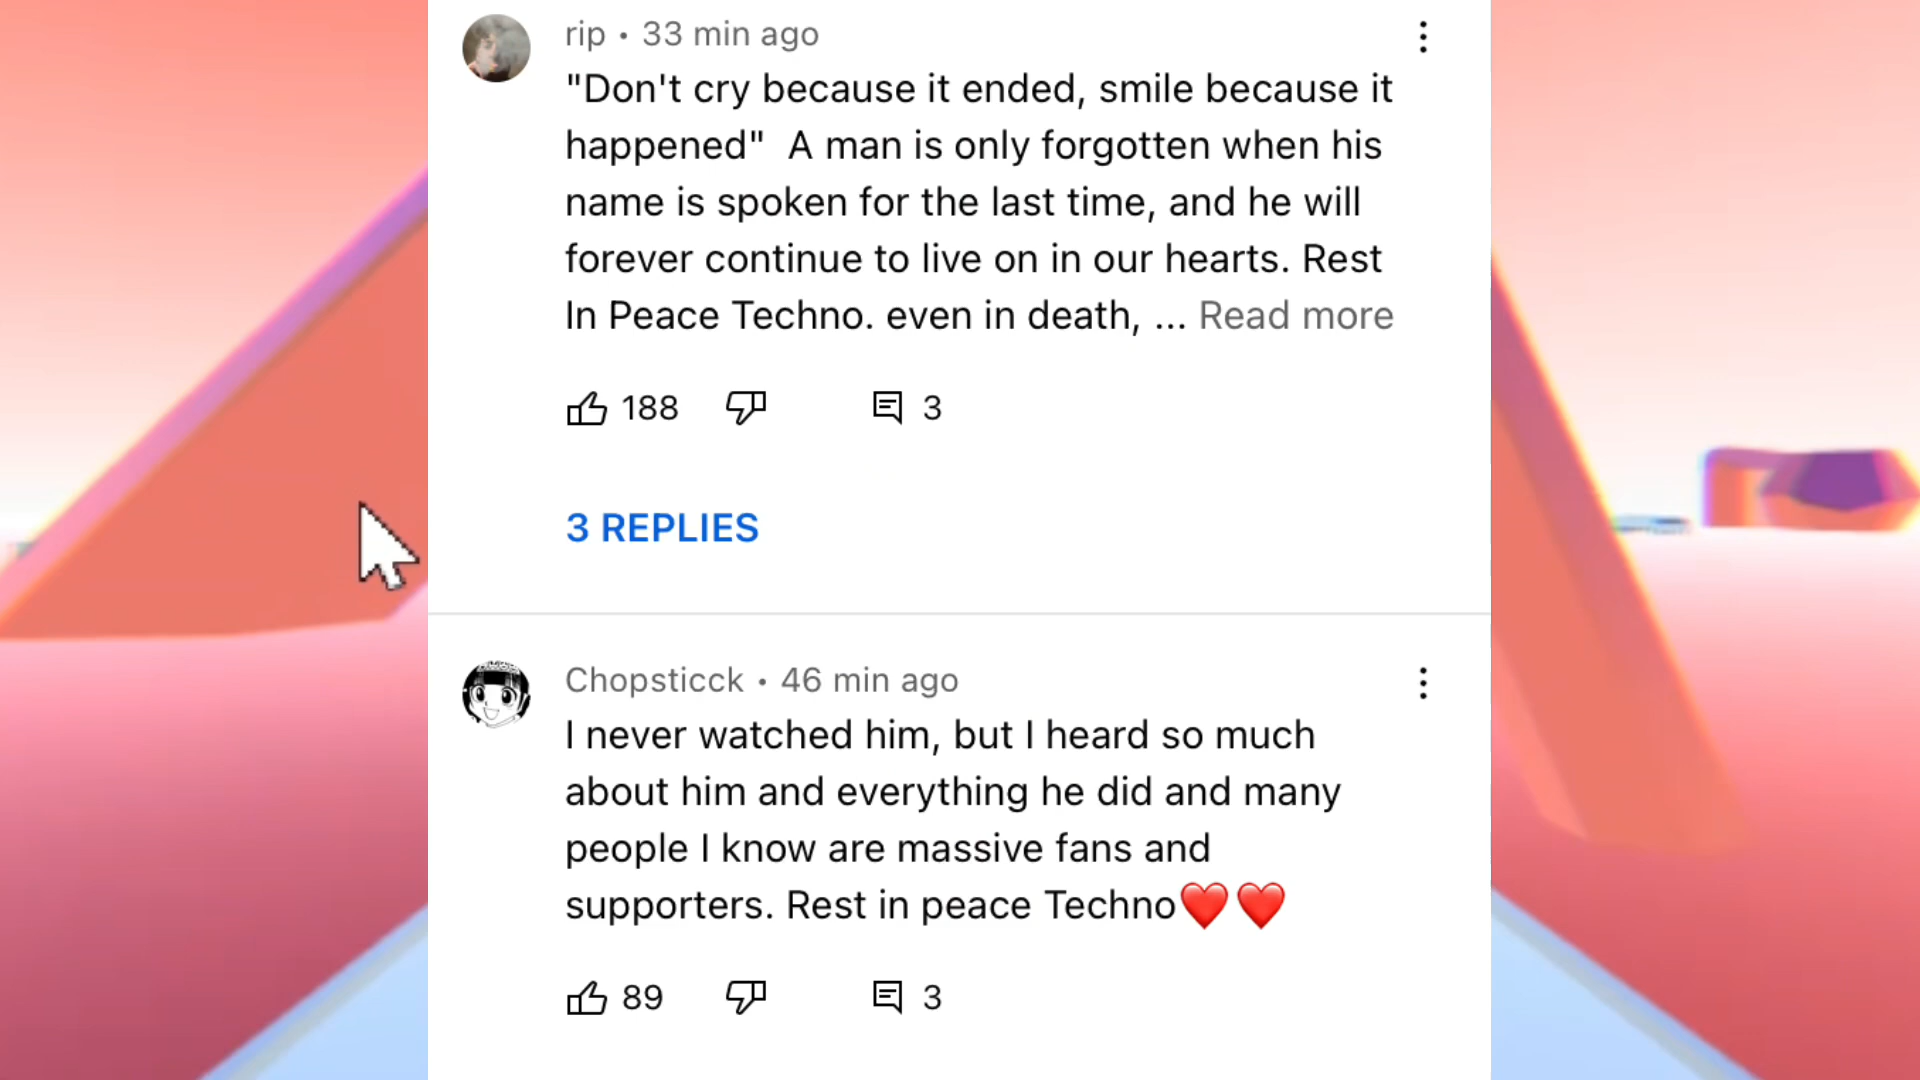 rip • 33 min ago
"Don't cry because it ended, smile because it
happened"  A man is only forgotten when his
name is spoken for the last time, and he will
forever continue to live on in our hearts. Rest
In Peace Techno. even in death, ... Read more
188 3
3 REPLIES
Chopsticck • 46 min ago
I never watched him, but I heard so much
about him and everything he did and many
people I know are massive fans and
supporters. Rest in peace Techno❤️❤️
89 3